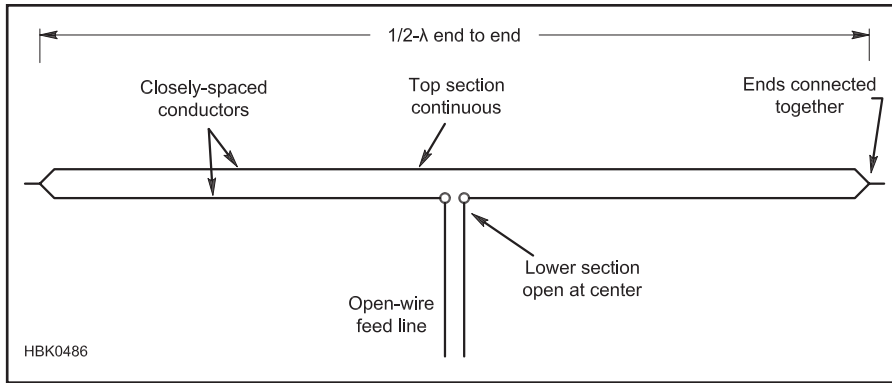 1/2-λ end to end
Closely-spaced
conductors
Top section
continuous
Ends connected
together
Lower section
open at center
Open-wire
feed line
HBK0486